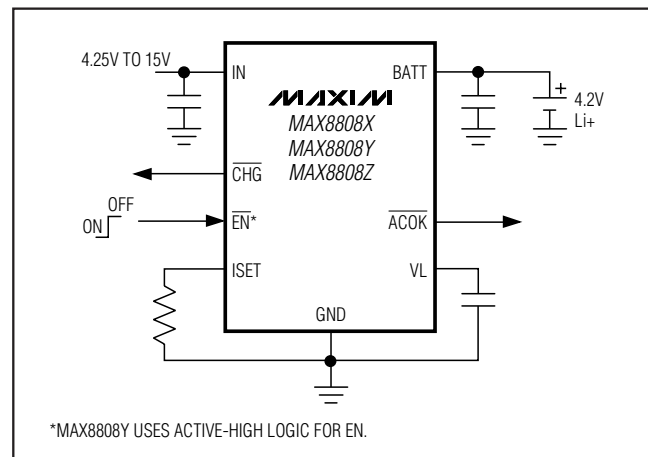 4.25V TO 15V
IN
BATT
MAXIM
MAX8808X
MAX8808Y
MAX8808Z
+
4.2V
Li+
CHG
OFF
ON
EN*
ACOK
ISET
VL
GND
*MAX8808Y USES ACTIVE-HIGH LOGIC FOR EN.